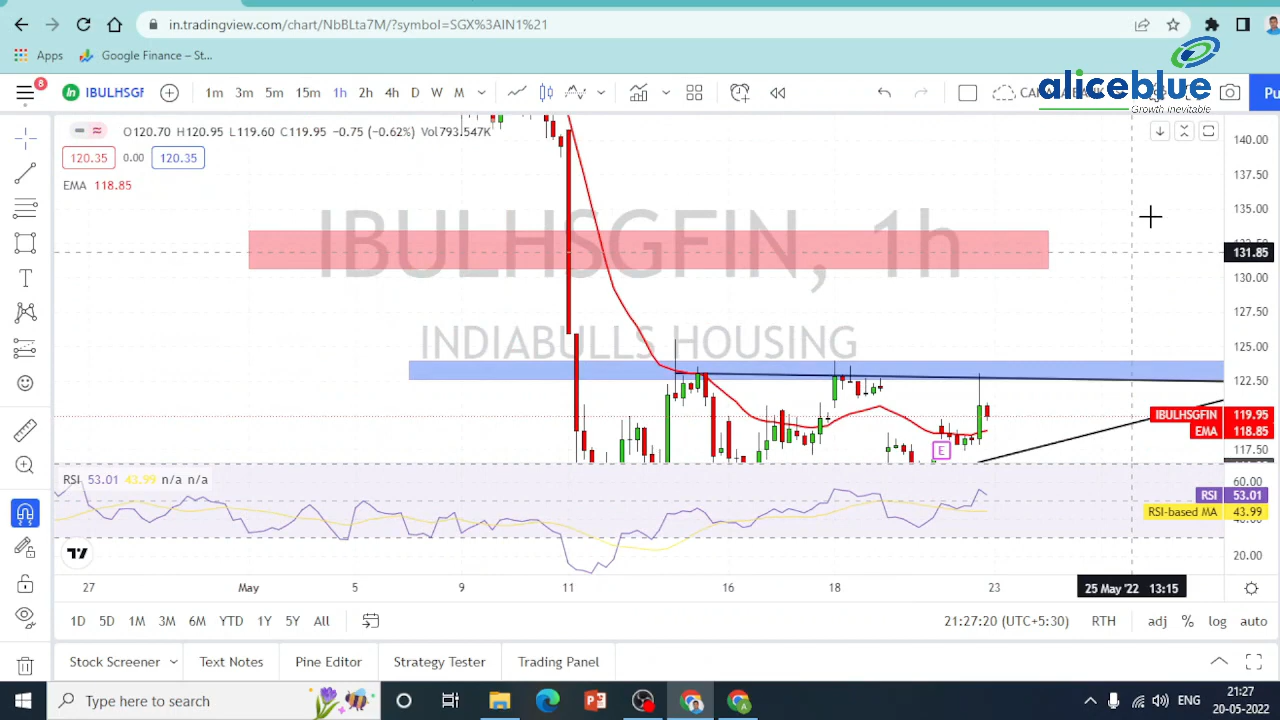 in.tradingview.com/chart/NbBLta7M/?symbol=SGX%3AIN1%21
Apps Google Finance – St...
aliceblue
Growth Inevitable
8
IBULHSGF 1m 3m 5m 15m 1h 2h 4h D W M Pu
O120.70 H120.95 L119.60 C119.95 −0.75 (−0.62%) Vol793.547K
120.35 0.00 120.35
EMA 118.85
IBULHSGFIN, 1h
INDIABULLS HOUSING
140.00
137.50
135.00
131.85
130.00
127.50
125.00
122.50
IBULHSGFIN 119.95
EMA 118.85
117.50
E
RSI 53.01 43.99 n/a n/a
60.00
RSI 53.01
RSI-based MA 43.99
20.00
27 May 5 9 11 16 18 23 25 May '22 13:15
1D 5D 1M 3M 6M YTD 1Y 5Y All 21:27:20 (UTC+5:30) RTH adj % log auto
Stock Screener Text Notes Pine Editor Strategy Tester Trading Panel
Type here to search ENG 21:27
20-05-2022